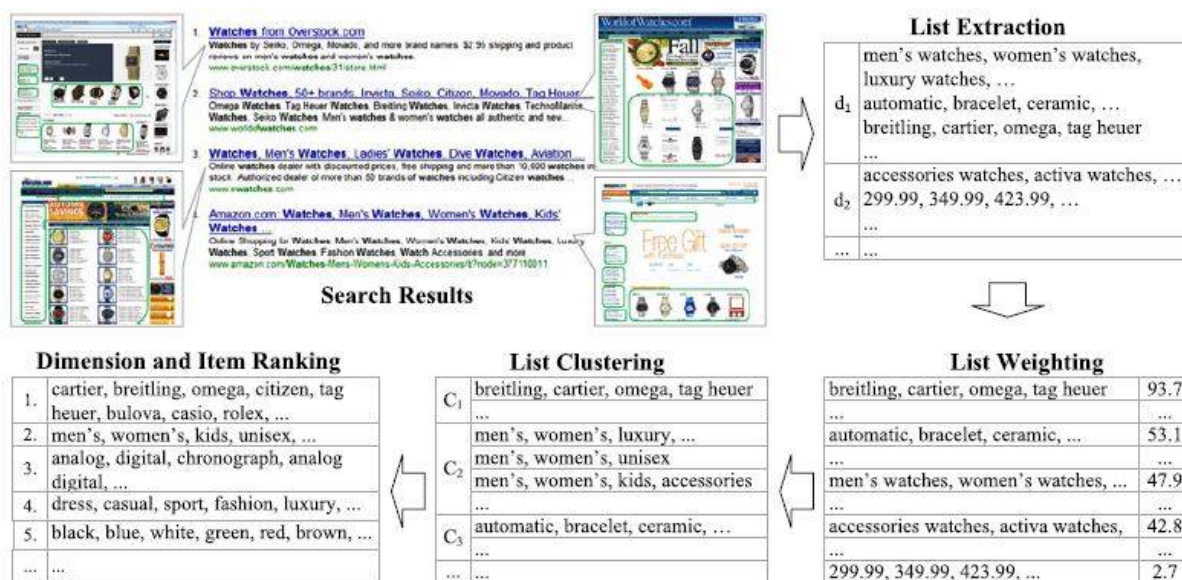 1. Watches from Overstock.com
Watches by Seiko, Omega, Movado, and more brand names. $2.95 shipping and product
reviews on men's watches and women's watches.
www.overstock.com/watches/31/store.html
2. Shop Watches, 50+ brands, Invicta, Seiko, Citizen, Movado, Tag Heuer
Omega Watches, Tag Heuer Watches, Breitling Watches, Invicta Watches, TechnoMarine
Watches, Seiko Watches. Men's watches & women's watches all authentic and new...
www.worldofwatches.com
3. Watches, Men's Watches, Ladies' Watches, Dive Watches, Aviation ...
Online watches dealer with discounted prices, free shipping and more than 10,000 watches in
stock. Authorized dealer of more than 50 brands of watches including Citizen watches ...
www.ewatches.com
Amazon.com: Watches, Men's Watches, Women's Watches, Kids'
Watches ...
Online Shopping for Watches, Men's Watches, Women's Watches, Kids' Watches, Luxury
Watches, Sport Watches, Fashion Watches, Watch Accessories and more
Search Results
WorldofWatches.com
Fall
Free Gift
List Extraction
d1
men's watches, women's watches,
luxury watches, ...
automatic, bracelet, ceramic, ...
breitling, cartier, omega, tag heuer
...
d2
accessories watches, activa watches, ...
299.99, 349.99, 423.99, ...
...
... ...
List Weighting
breitling, cartier, omega, tag heuer 93.7
... ...
automatic, bracelet, ceramic, ... 53.1
... ...
men's watches, women's watches, ... 47.9
... ...
accessories watches, activa watches, 42.8
... ...
299.99, 349.99, 423.99, ... 2.7
List Clustering
C1
breitling, cartier, omega, tag heuer
...
C2
men's, women's, luxury, ...
men's, women's, unisex
men's, women's, kids, accessories
...
C3
automatic, bracelet, ceramic, ...
...
... ...
Dimension and Item Ranking
1. cartier, breitling, omega, citizen, tag
heuer, bulova, casio, rolex, ...
2. men's, women's, kids, unisex, ...
3. analog, digital, chronograph, analog
digital, ...
4. dress, casual, sport, fashion, luxury, ...
5. black, blue, white, green, red, brown, ...
... ...